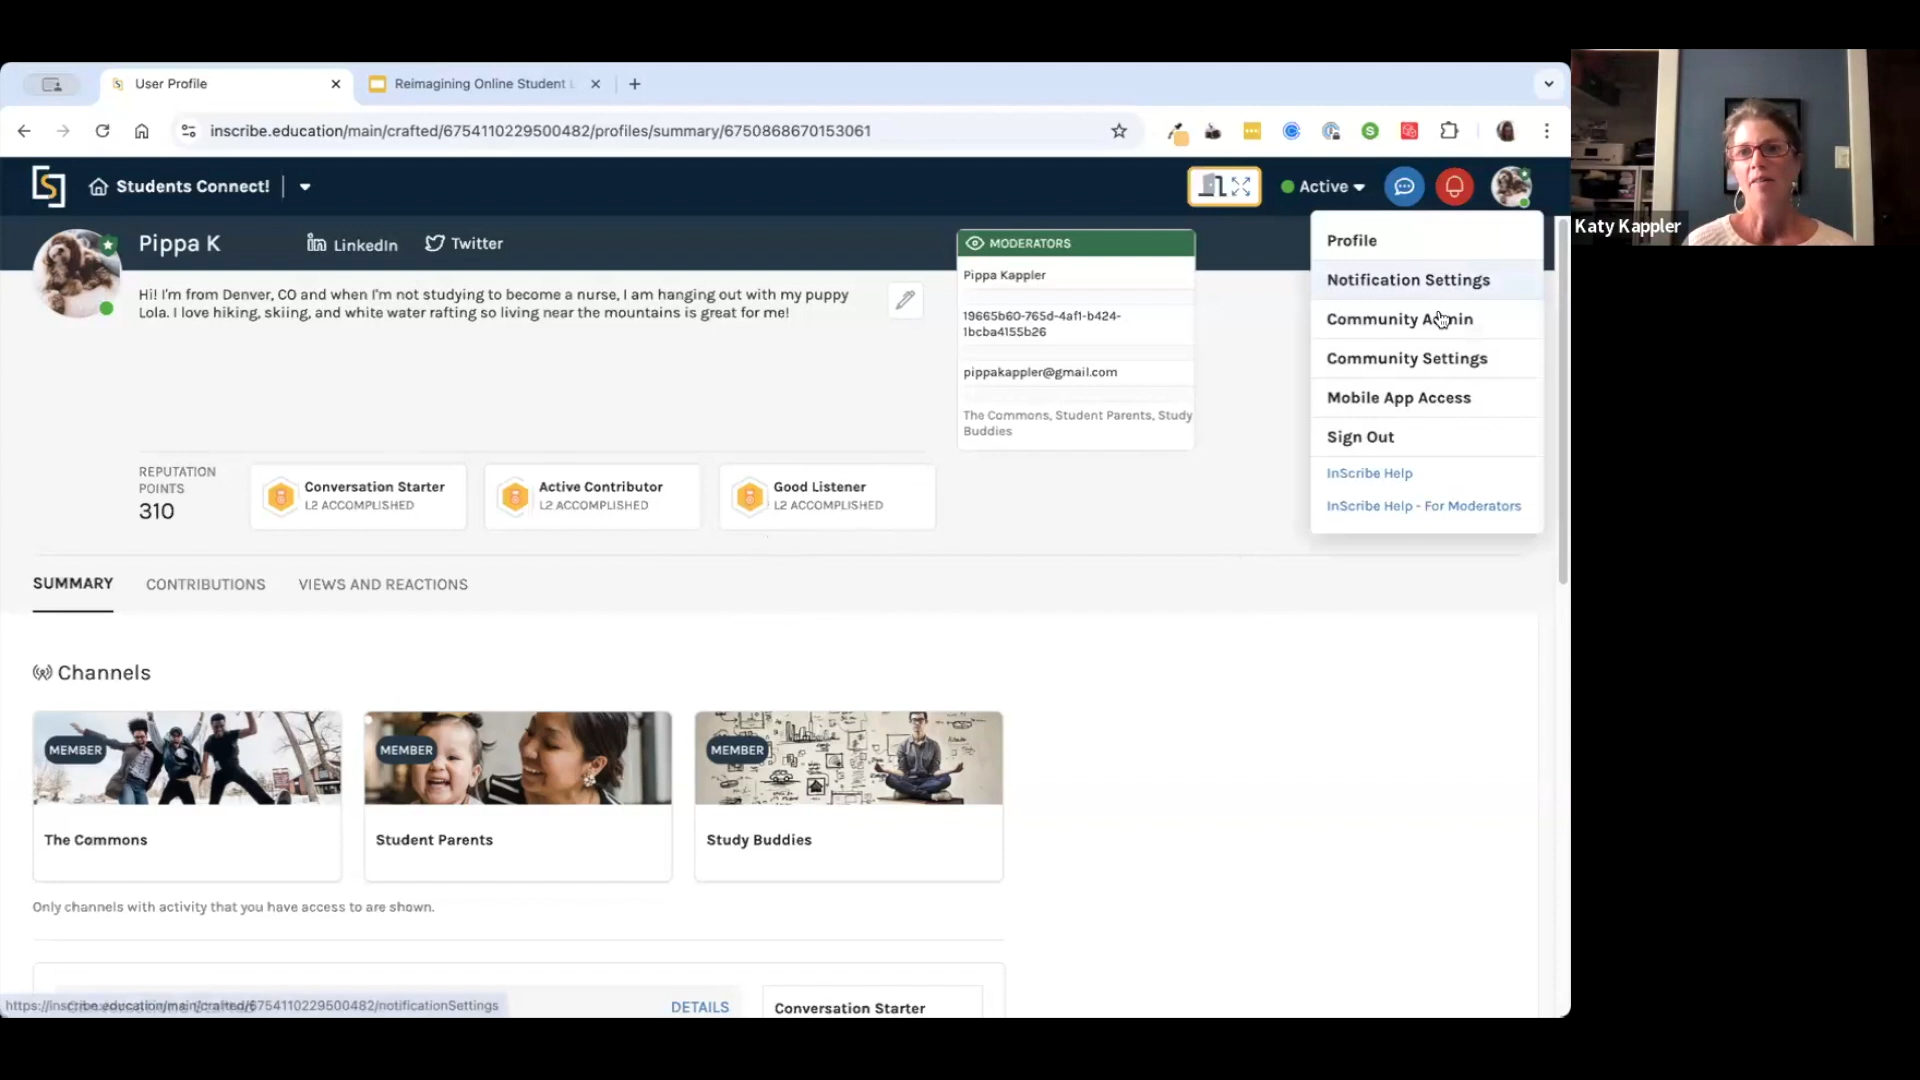 User Profile
Reimagining Online Student
inscribe.education/main/crafted/6754110229500482/profiles/summary/6750868670153061
Students Connect!
Active
Pippa K
LinkedIn
Twitter
Hi! I'm from Denver, CO and when I'm not studying to become a nurse, I am hanging out with my puppy
Lola. I love hiking, skiing, and white water rafting so living near the mountains is great for me!
MODERATORS
Pippa Kappler
19665b60-765d-4af1-b424-
1bcba4155b26
pippakappler@gmail.com
The Commons, Student Parents, Study
Buddies
Profile
Notification Settings
Community Admin
Community Settings
Mobile App Access
Sign Out
InScribe Help
InScribe Help - For Moderators
Katy Kappler
REPUTATION
POINTS
310
Conversation Starter
L2 ACCOMPLISHED
Active Contributor
L2 ACCOMPLISHED
Good Listener
L2 ACCOMPLISHED
SUMMARY
CONTRIBUTIONS
VIEWS AND REACTIONS
Channels
MEMBER
The Commons
MEMBER
Student Parents
MEMBER
Study Buddies
Only channels with activity that you have access to are shown.
DETAILS
Conversation Starter
https://inscribe.education/main/crafted/6754110229500482/notificationSettings